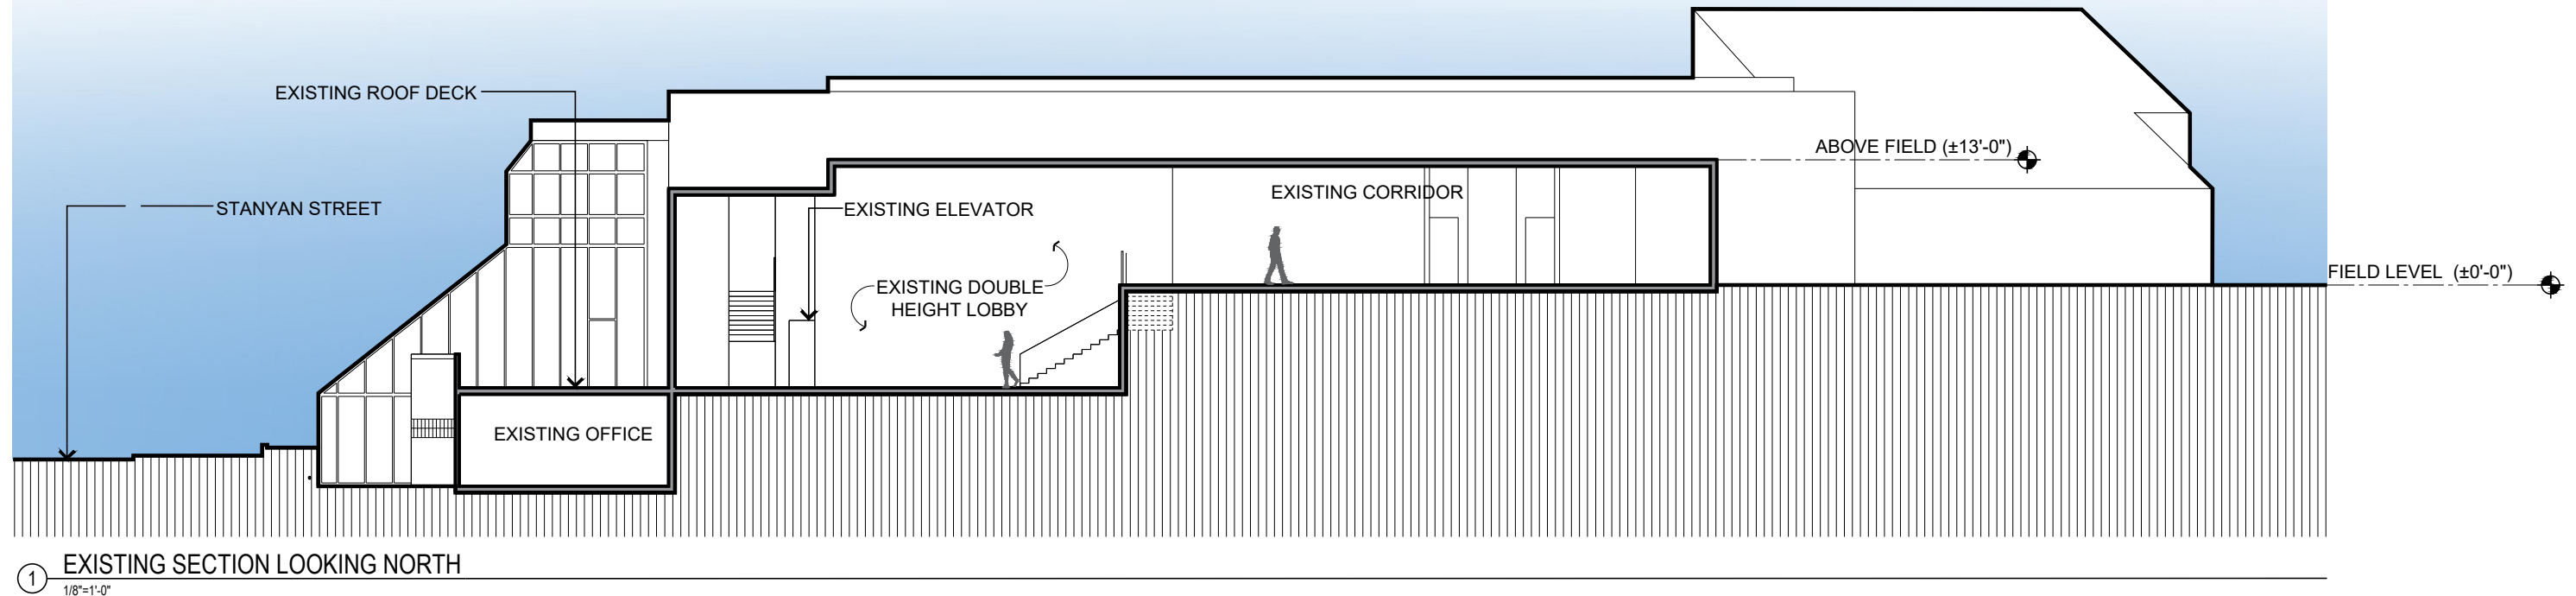 EXISTING ROOF DECK
STANYAN STREET
EXISTING ELEVATOR
EXISTING CORRIDOR
ABOVE FIELD (±13'-0")
FIELD LEVEL (±0'-0")
EXISTING DOUBLE
HEIGHT LOBBY
EXISTING OFFICE
1 EXISTING SECTION LOOKING NORTH
1/8"=1'-0"